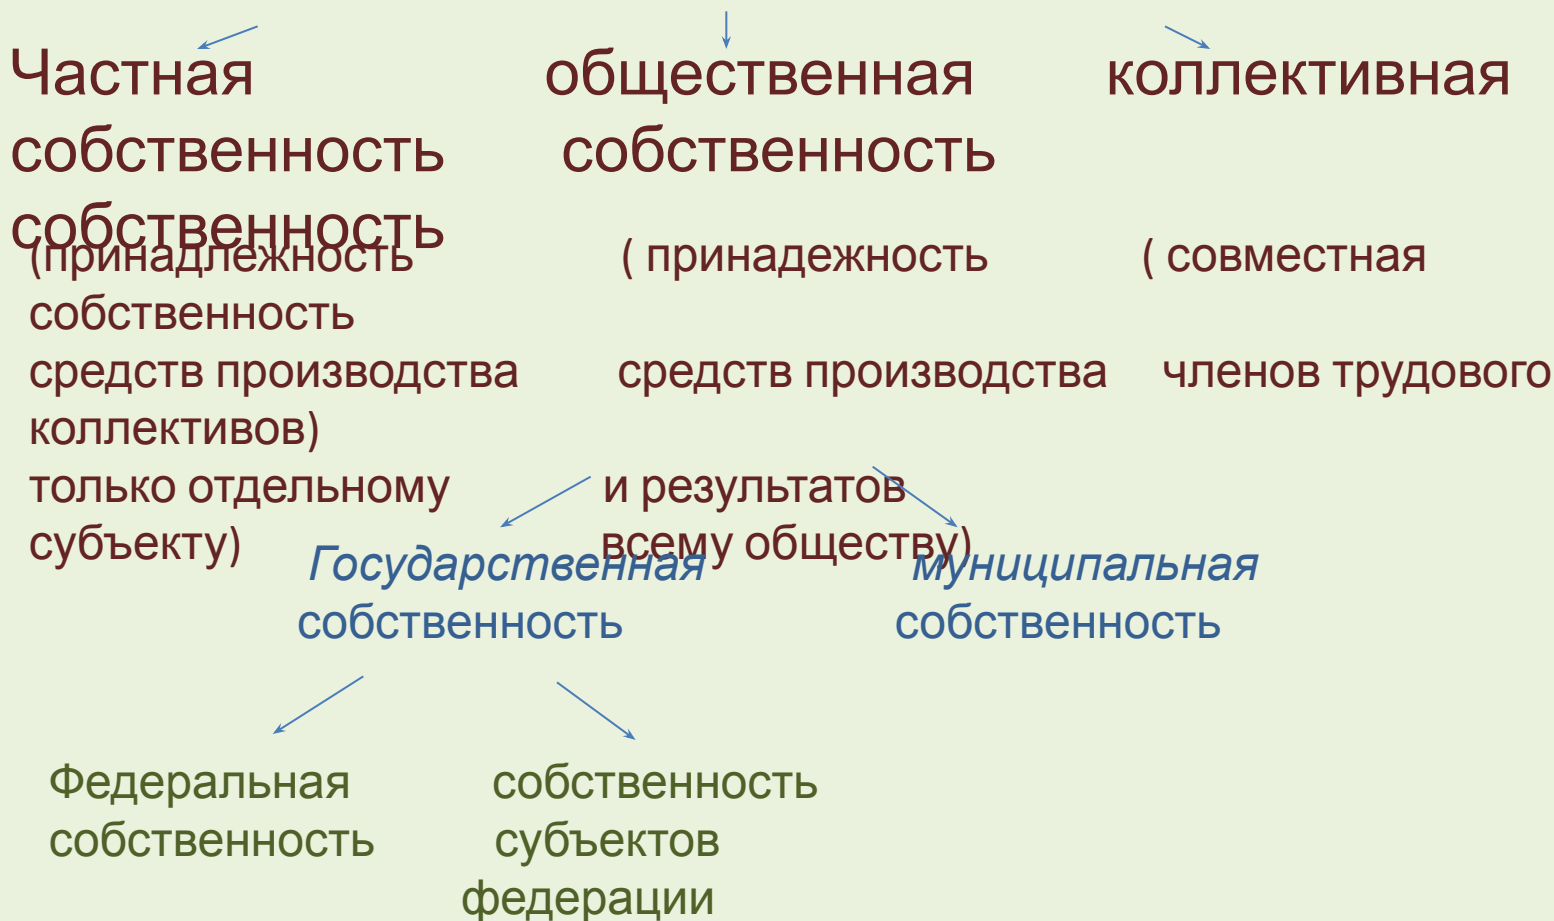 Частная общественная коллективная
собственность собственность
собственность
(принадлежность ( принадежность ( совместная
собственность
средств производства средств производства членов трудового
коллективов)
только отдельному и результатов
субъекту) всему обществу)
Государственная муниципальная
собственность собственность
Федеральная собственность
собственность субъектов
федерации